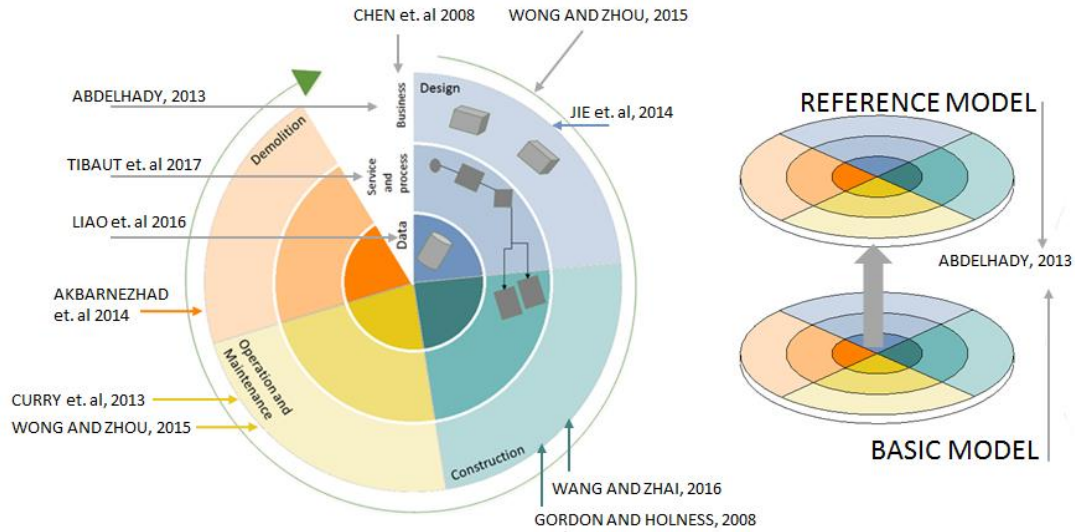 CHEN et. al 2008
WONG AND ZHOU, 2015
ABDELHADY, 2013
Business
Design
JIE et. al, 2014
Demolition
TIBAUT et. al 2017
Service
and
process
LIAO et. al 2016
Data
AKBARNEZHAD
et. al 2014
Operation and
Maintenance
CURRY et. al, 2013
WONG AND ZHOU, 2015
Construction
WANG AND ZHAI, 2016
GORDON AND HOLNESS, 2008
REFERENCE MODEL
ABDELHADY, 2013
BASIC MODEL